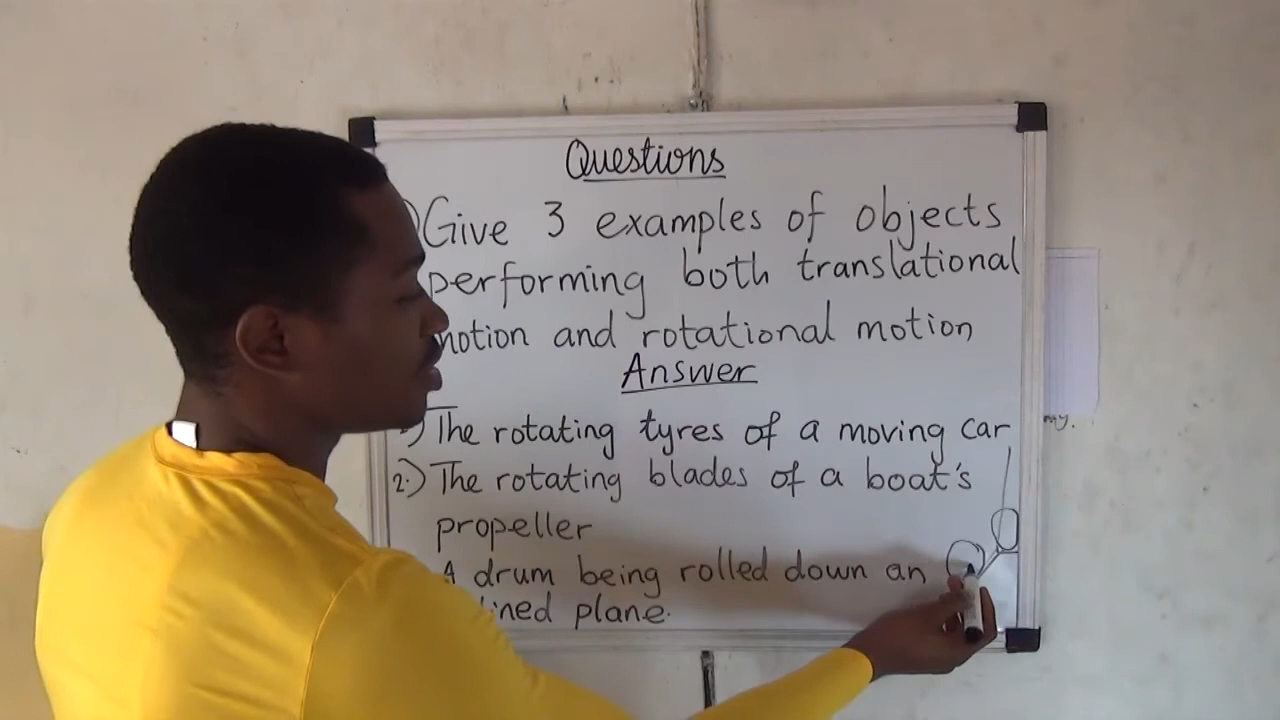 Questions
) Give 3 examples of objects
performing both translational
motion and rotational motion
Answer
) The rotating tyres of a moving car
2.) The rotating blades of a boat's
propeller
A drum being rolled down an
plane.